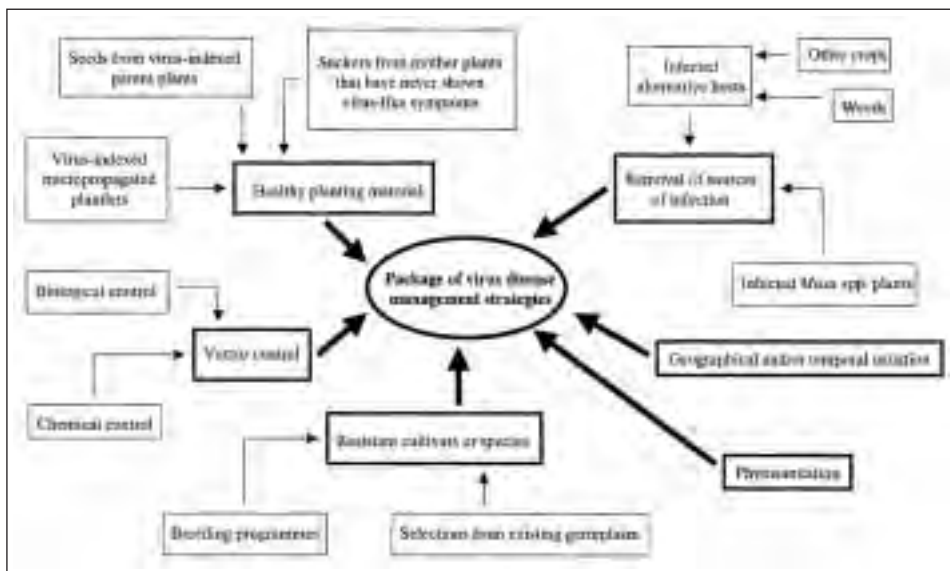 Seeds from virus-indexed
parent plants
Suckers from mother plants
that have never shown
virus-like symptoms
Infected
alternative hosts
Other crops
Weeds
Virus-indexed
micropropagated
plantlets
Healthy planting material
Removal of sources
of infection
Package of virus disease
management strategies
Biological control
Infected Musa spp. plants
Vector control
Geographical and/or temporal isolation
Chemical control
Resistant cultivars or species
Phytosanitation
Breeding programmes
Selections from existing germplasm